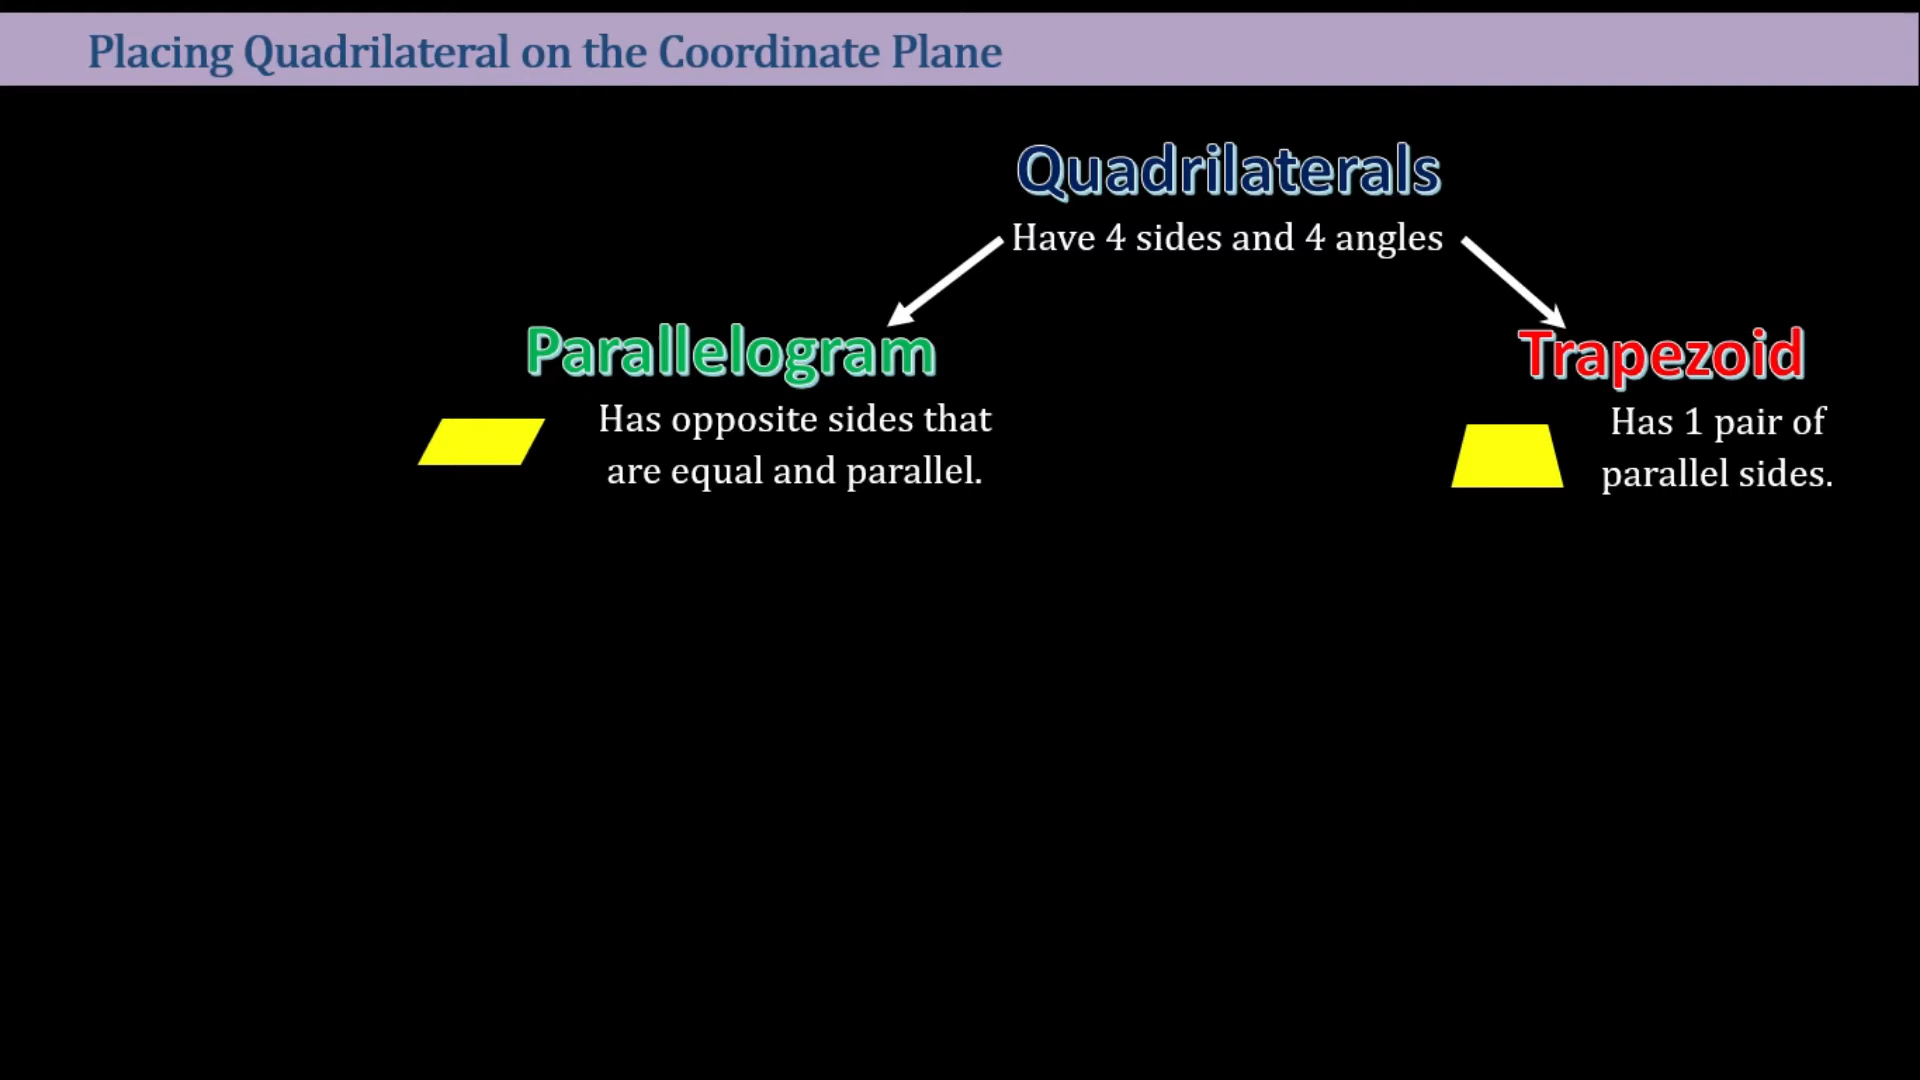 Placing Quadrilateral on the Coordinate Plane
Quadrilaterals
Have 4 sides and 4 angles
Parallelogram
Has opposite sides that
are equal and parallel.
Trapezoid
Has 1 pair of
parallel sides.